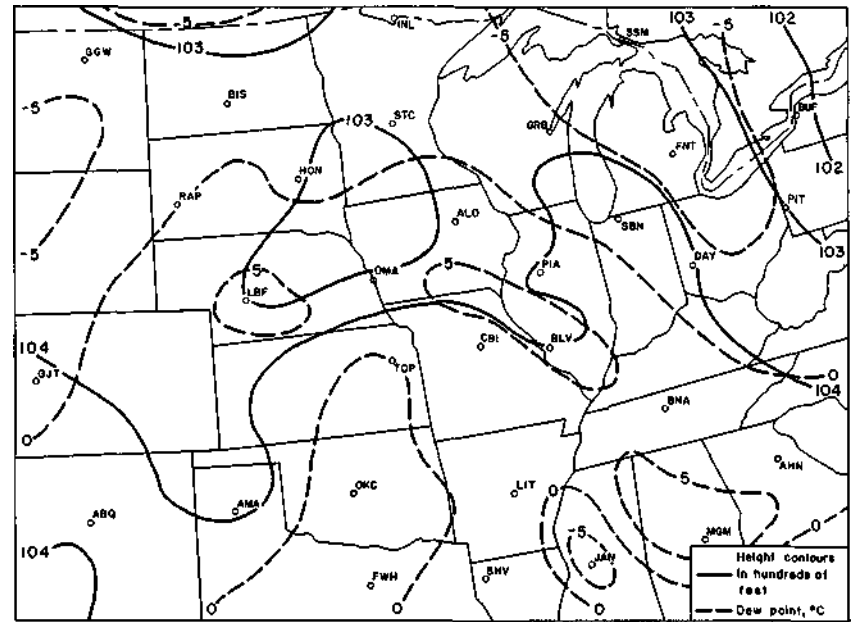 -5
103
INL
-5
SSM
103
102
GGW
BIS
-5
103
STC
GRB
BUF
FNT
102
HON
RAP
PIT
ALO
SBN
-5
103
5
OMA
5
PIA
DAY
LBF
104
CBI
BLV
GJT
TOP
0
104
BNA
0
AHN
5
OKC
LIT
0
AMA
ABQ
0
-5
MGM
104
JAN
FWH
SHV
0
0
0
Height contours
In hundreds of
feet
Dew point, °C